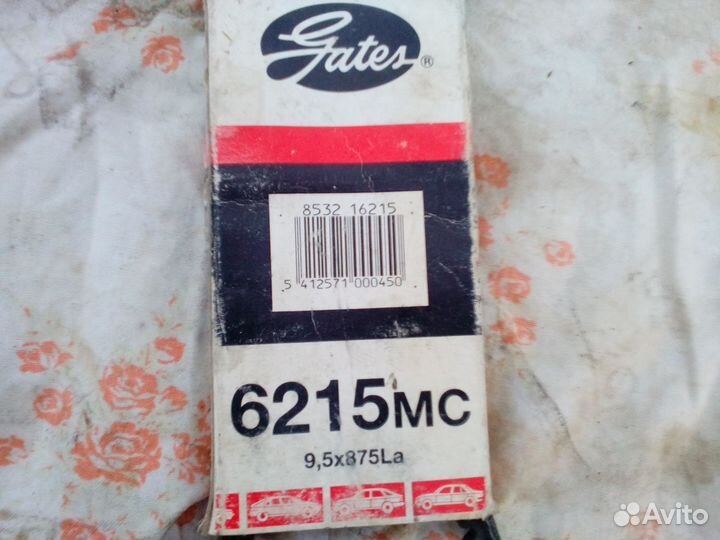 Gates®
8532 16215
5 412571 000450
6215MC
9,5x875La
Avito